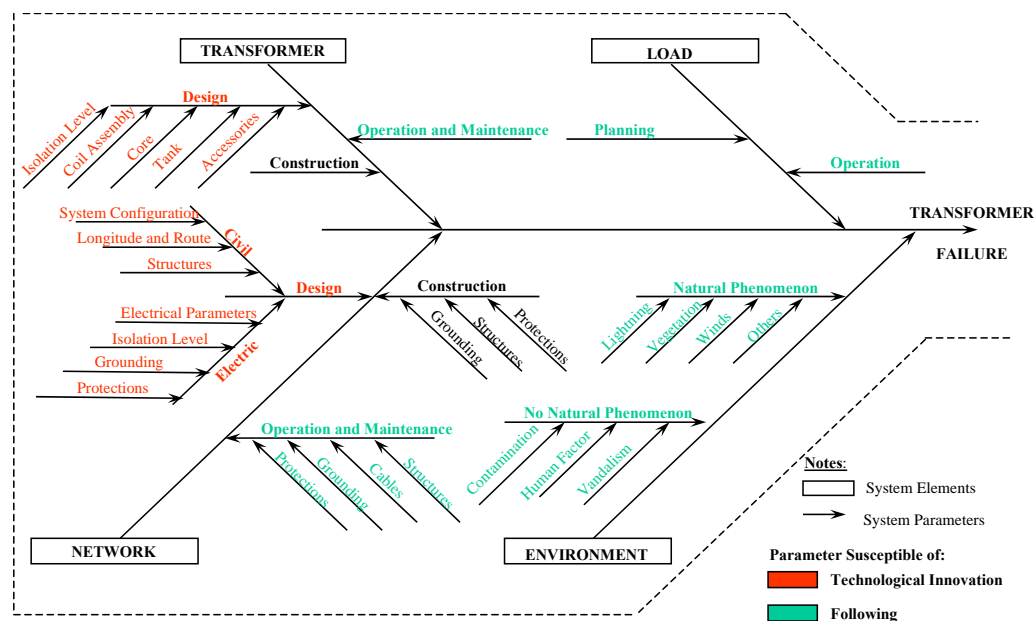 TRANSFORMER
LOAD
Design
Isolation Level
Coil Assembly
Core
Tank
Accessories
Operation and Maintenance
Construction
Planning
Operation
TRANSFORMER
FAILURE
System Configuration
Longitude and Route
Structures
Civil
Design
Electrical Parameters
Isolation Level
Grounding
Protections
Electric
Construction
Grounding
Structures
Protections
Natural Phenomenon
Lightning
Vegetation
Winds
Others
Operation and Maintenance
Protections
Grounding
Cables
Structures
No Natural Phenomenon
Contamination
Human Factor
Vandalism
NETWORK
ENVIRONMENT
Notes:
System Elements
System Parameters
Parameter Susceptible of:
Technological Innovation
Following